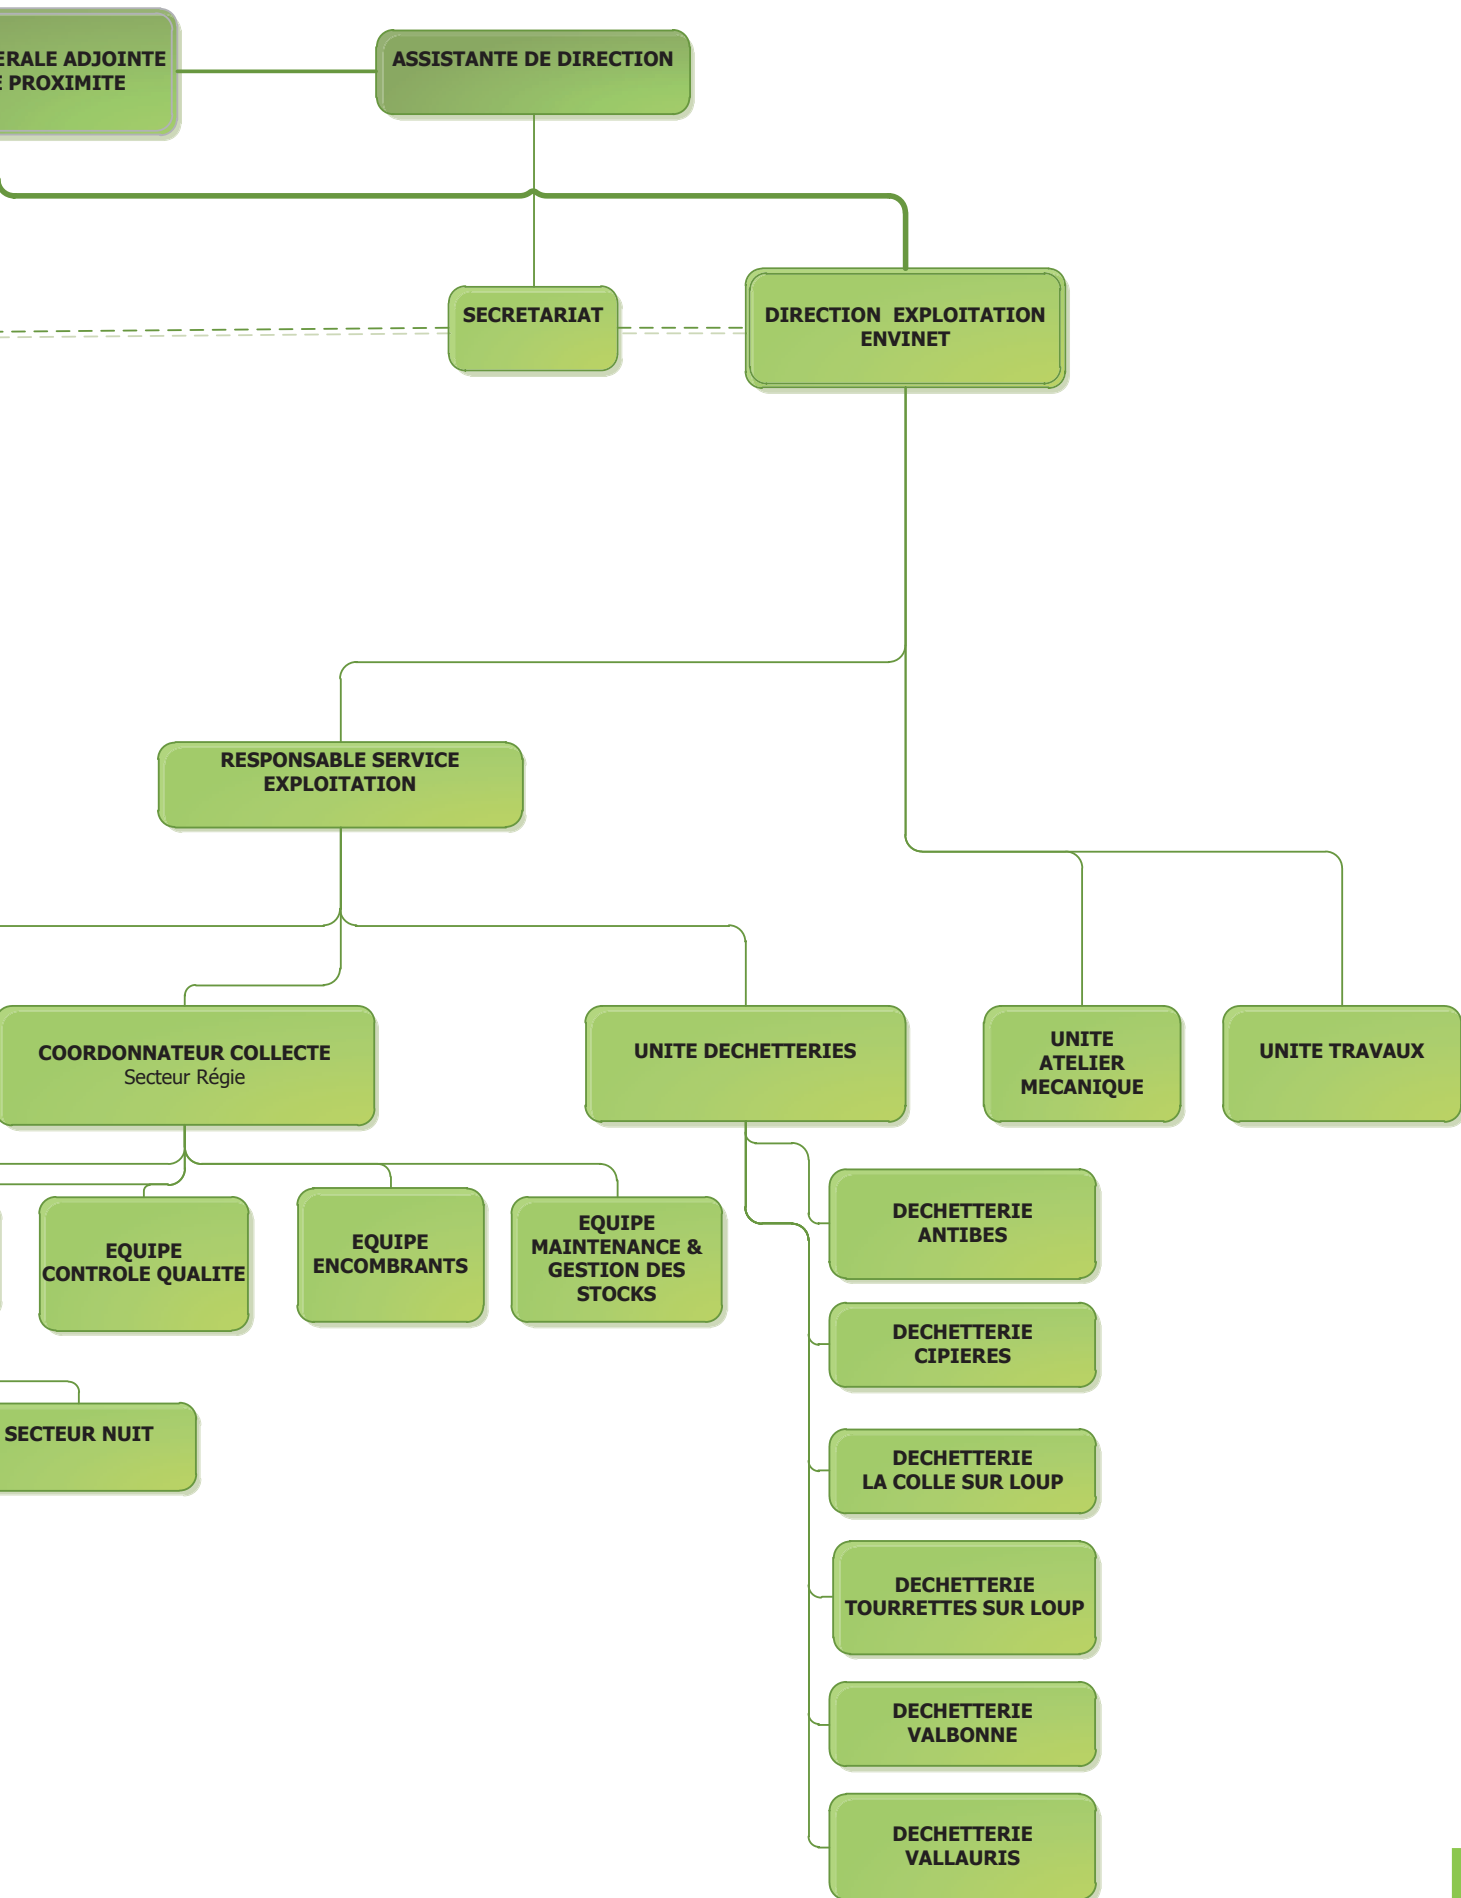 ERALE ADJOINTE
PROXIMITE
ASSISTANTE DE DIRECTION
SECRETARIAT
DIRECTION EXPLOITATION
ENVINET
RESPONSABLE SERVICE
EXPLOITATION
COORDONNATEUR COLLECTE
Secteur Régie
UNITE DECHETTERIES
UNITE
ATELIER
MECANIQUE
UNITE TRAVAUX
EQUIPE
CONTROLE QUALITE
EQUIPE
ENCOMBRANTS
EQUIPE
MAINTENANCE &
GESTION DES
STOCKS
DECHETTERIE
ANTIBES
DECHETTERIE
CIPIERES
SECTEUR NUIT
DECHETTERIE
LA COLLE SUR LOUP
DECHETTERIE
TOURRETTES SUR LOUP
DECHETTERIE
VALBONNE
DECHETTERIE
VALLAURIS